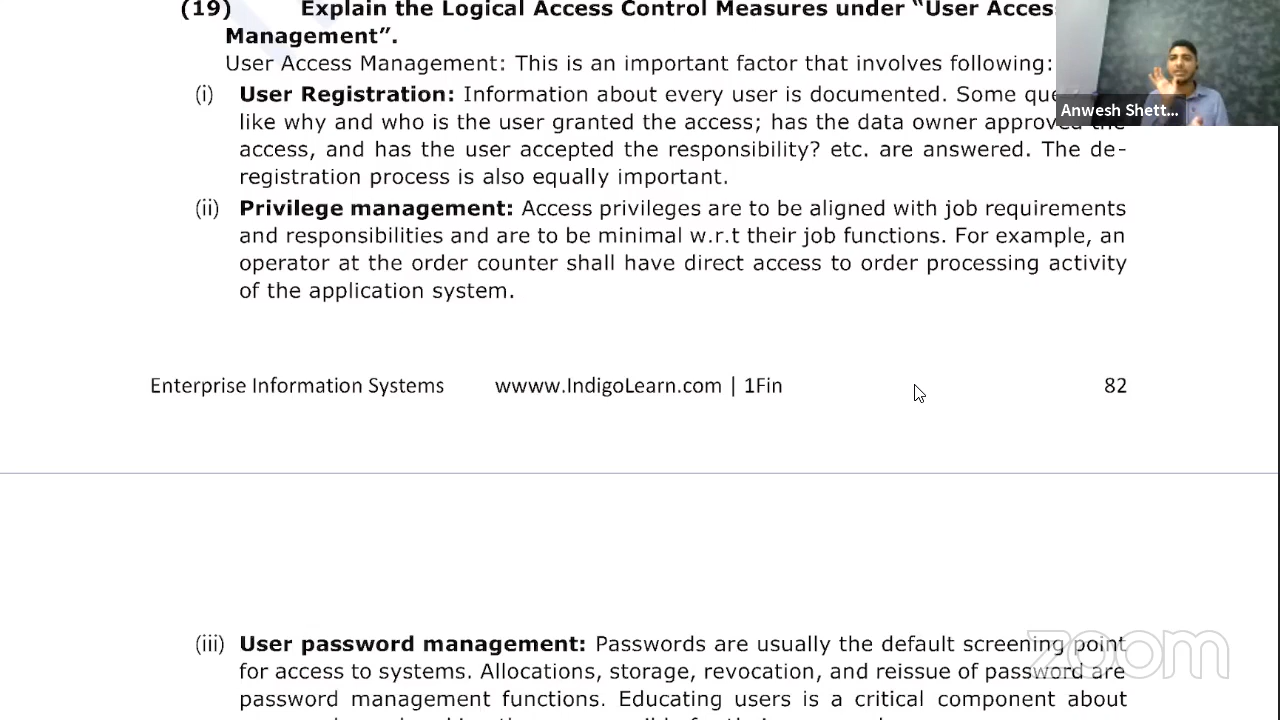 (19) Explain the Logical Access Control Measures under “User Acces
Management”.
User Access Management: This is an important factor that involves following:
(i) User Registration: Information about every user is documented. Some
like why and who is the user granted the access; has the data owner approved the
access, and has the user accepted the responsibility? etc. are answered. The de-
registration process is also equally important.
(ii) Privilege management: Access privileges are to be aligned with job requirements
and responsibilities and are to be minimal w.r.t their job functions. For example, an
operator at the order counter shall have direct access to order processing activity
of the application system.
Anwesh Shett...
Enterprise Information Systems wwww.IndigoLearn.com | 1Fin 82
(iii) User password management: Passwords are usually the default screening point
for access to systems. Allocations, storage, revocation, and reissue of password are
password management functions. Educating users is a critical component about
zoom